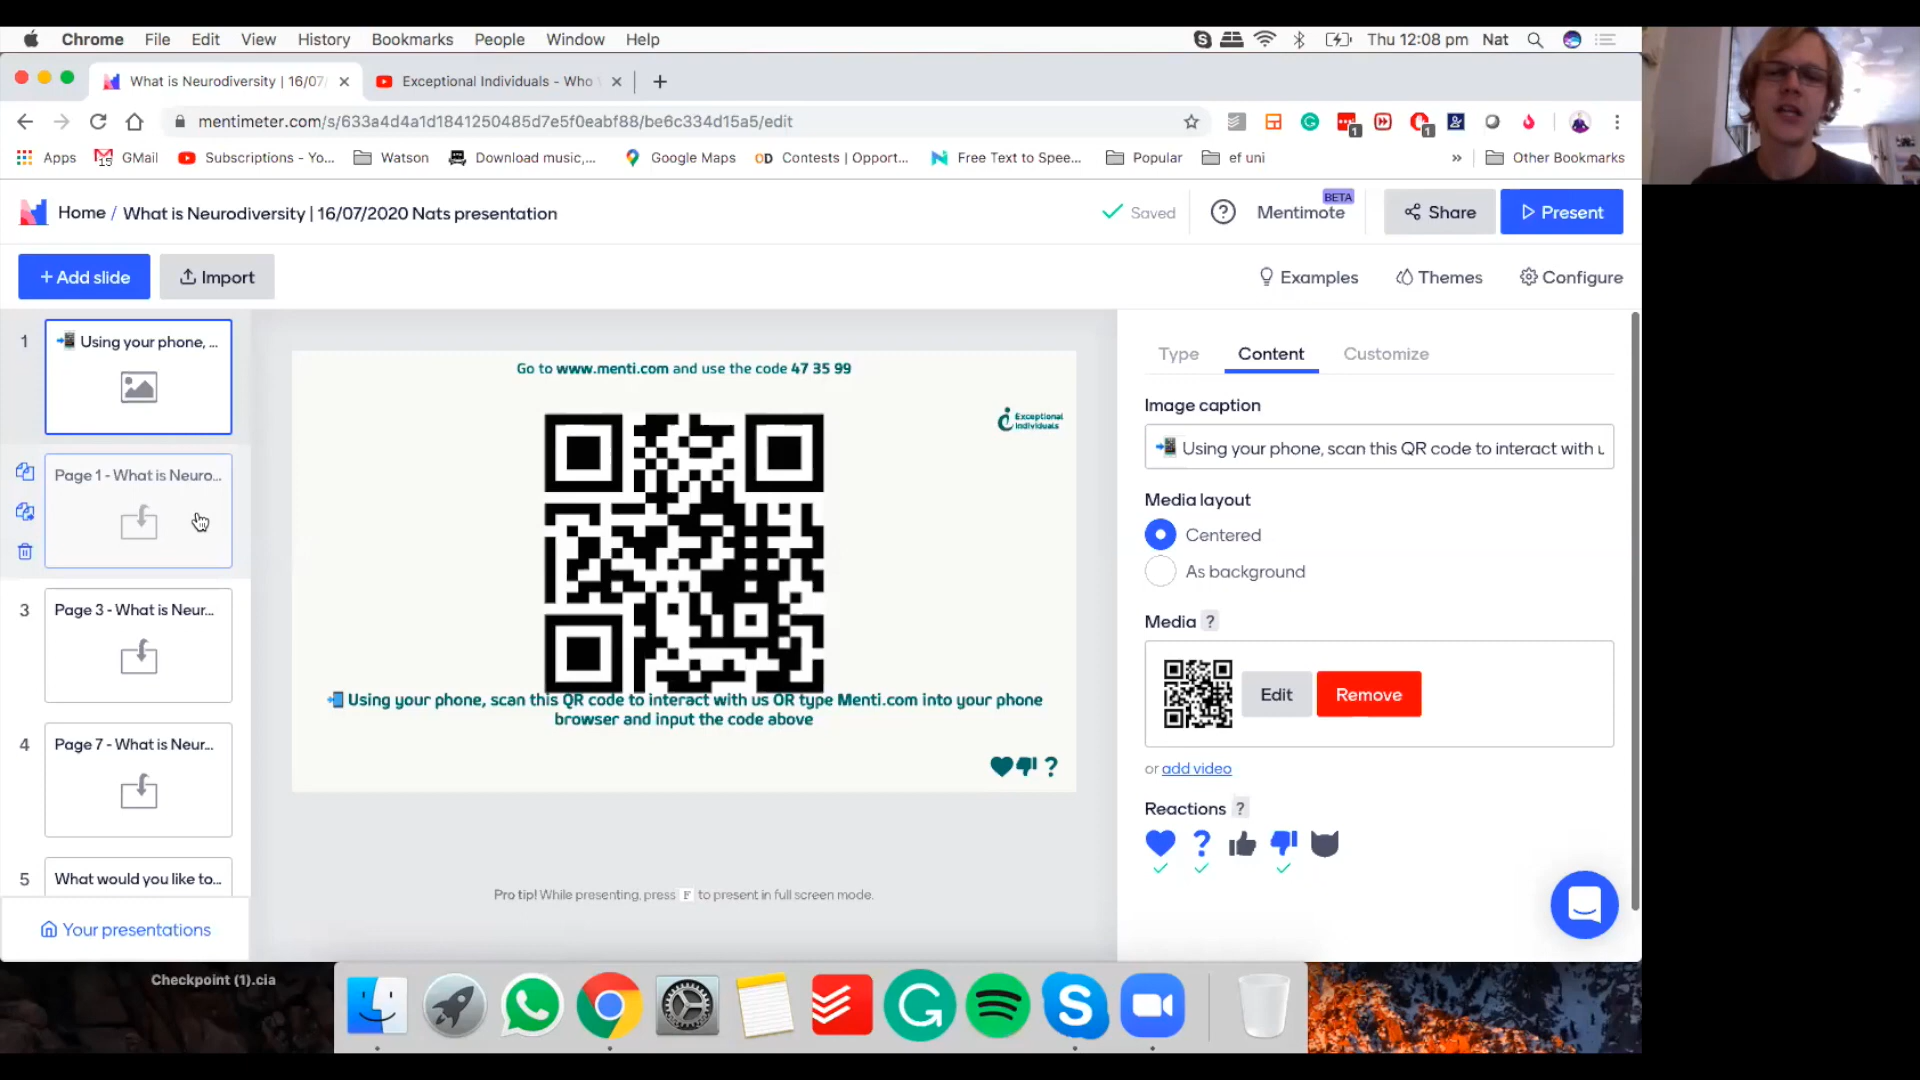 Chrome File Edit View History Bookmarks People Window Help Thu 12:08 pm Nat
What is Neurodiversity | 16/07/ Exceptional Individuals - Who
mentimeter.com/s/633a4d4a1d1841250485d7e5f0eabf88/be6c334d15a5/edit
1 1
Apps 15 GMail Subscriptions - Yo... Watson Download music,... Google Maps OD Contests | Opport... Free Text to Spee... Popular ef uni » Other Bookmarks
Home / What is Neurodiversity | 16/07/2020 Nats presentation Saved ? Mentimote BETA Share Present
+ Add slide Import Examples Themes Configure
1 Using your phone, ...
Page 1 - What is Neuro...
3 Page 3 - What is Neur...
4 Page 7 - What is Neur...
5 What would you like to...
Your presentations
Go to www.menti.com and use the code 47 35 99
Exceptional
Individuals
Using your phone, scan this QR code to interact with us OR type Menti.com into your phone
browser and input the code above
?
Pro tip! While presenting, press F to present in full screen mode.
Type Content Customize
Image caption
Using your phone, scan this QR code to interact with u
Media layout
Centered
As background
Media ?
Edit Remove
or add video
Reactions ?
?
Checkpoint (1).cia